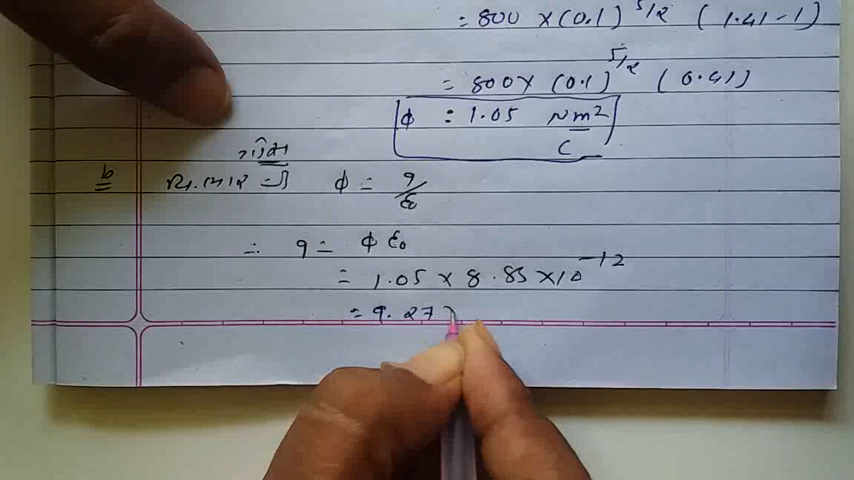 = 800 × (0.1)^5/2 (1.41-1)
= 800 × (0.1)^5/2 (0.41)
φ = 1.05 Nm²/C
b φ = q/ε₀
∴ q = φ ε₀
= 1.05 × 8.85 × 10^-12
= 9.27